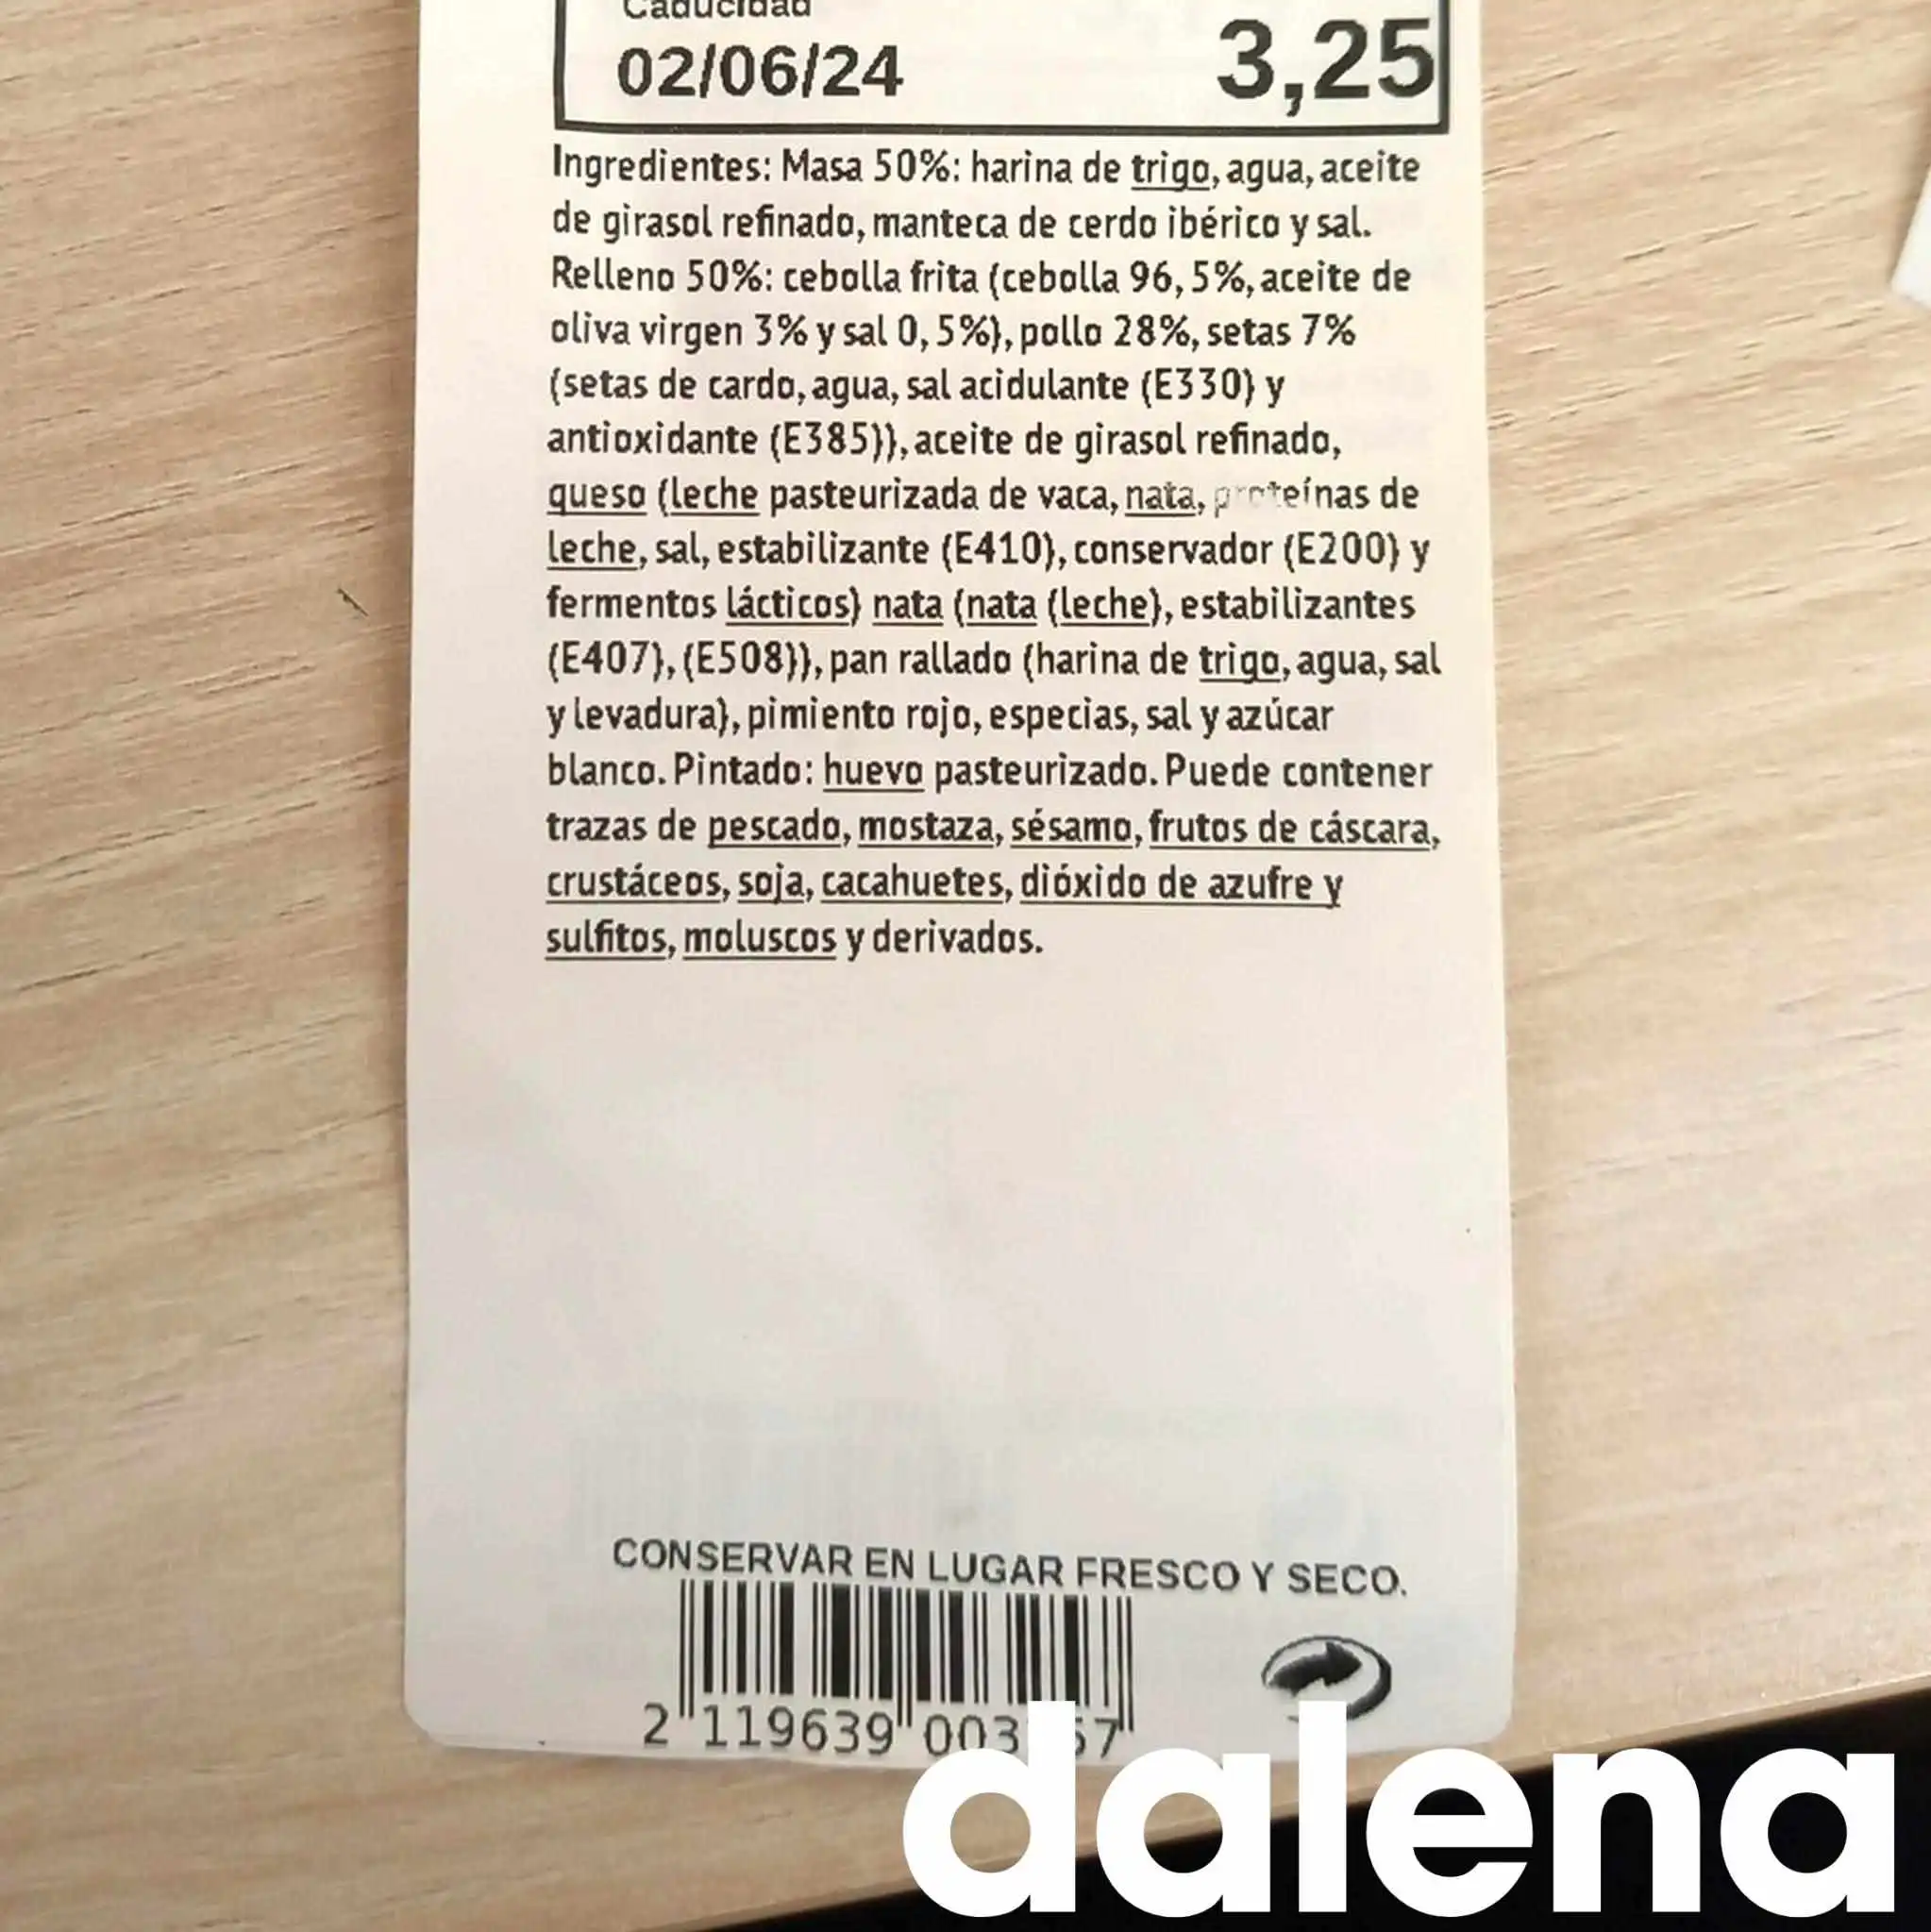 Caducidad
02/06/24
3,25
Ingredientes: Masa 50%: harina de trigo, agua, aceite
de girasol refinado, manteca de cerdo ibérico y sal.
Relleno 50%: cebolla frita (cebolla 96,5%, aceite de
oliva virgen 3% y sal 0,5%), pollo 28%, setas 7%
(setas de cardo, agua, sal acidulante (E330) y
antioxidante (E385)), aceite de girasol refinado,
queso (leche pasteurizada de vaca, nata, proteínas de
leche, sal, estabilizante (E410), conservador (E200) y
fermentos lácticos) nata (nata (leche), estabilizantes
(E407), (E508)), pan rallado (harina de trigo, agua, sal
y levadura), pimiento rojo, especias, sal y azúcar
blanco. Pintado: huevo pasteurizado. Puede contener
trazas de pescado, mostaza, sésamo, frutos de cáscara,
crustáceos, soja, cacahuetes, dióxido de azufre y
sulfitos, moluscos y derivados.
CONSERVAR EN LUGAR FRESCO Y SECO.
2 119639
dalena